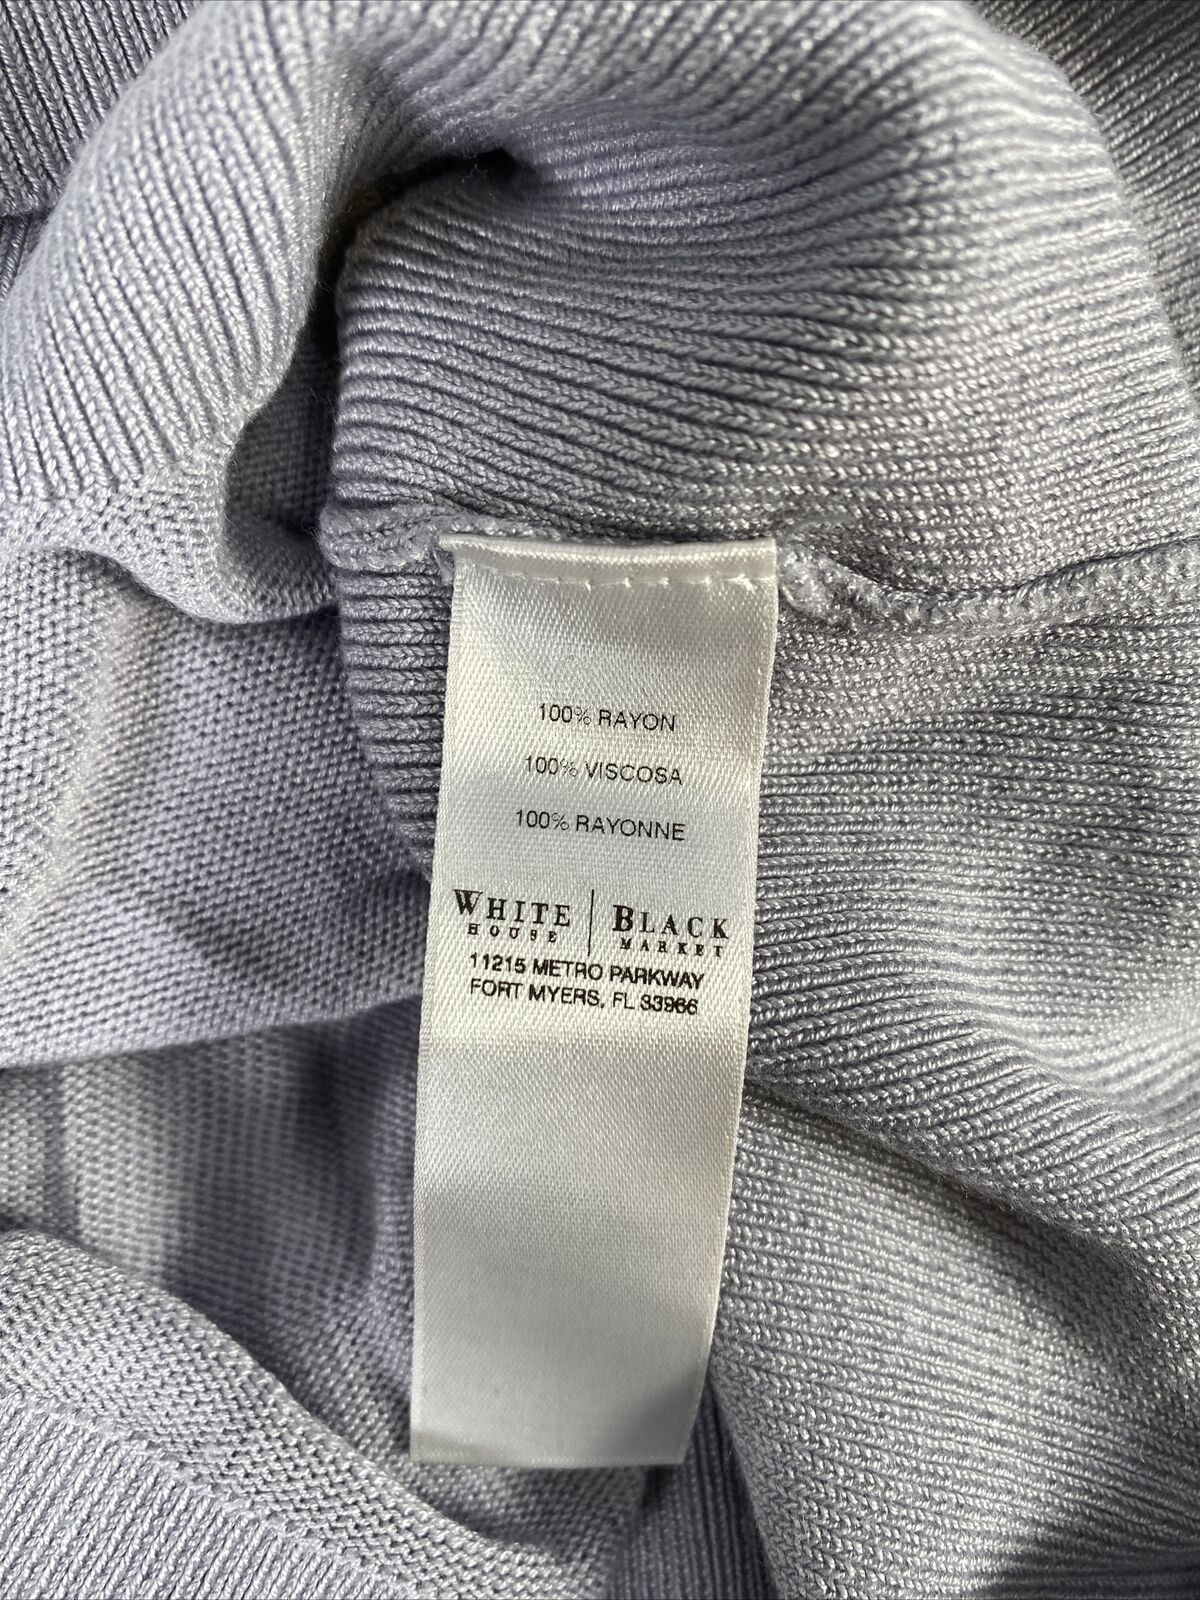 100% RAYON
100% VISCOSA
100% RAYONNE
WHITE | BLACK
HOUSE MARKET
11215 METRO PARKWAY
FORT MYERS, FL 33966